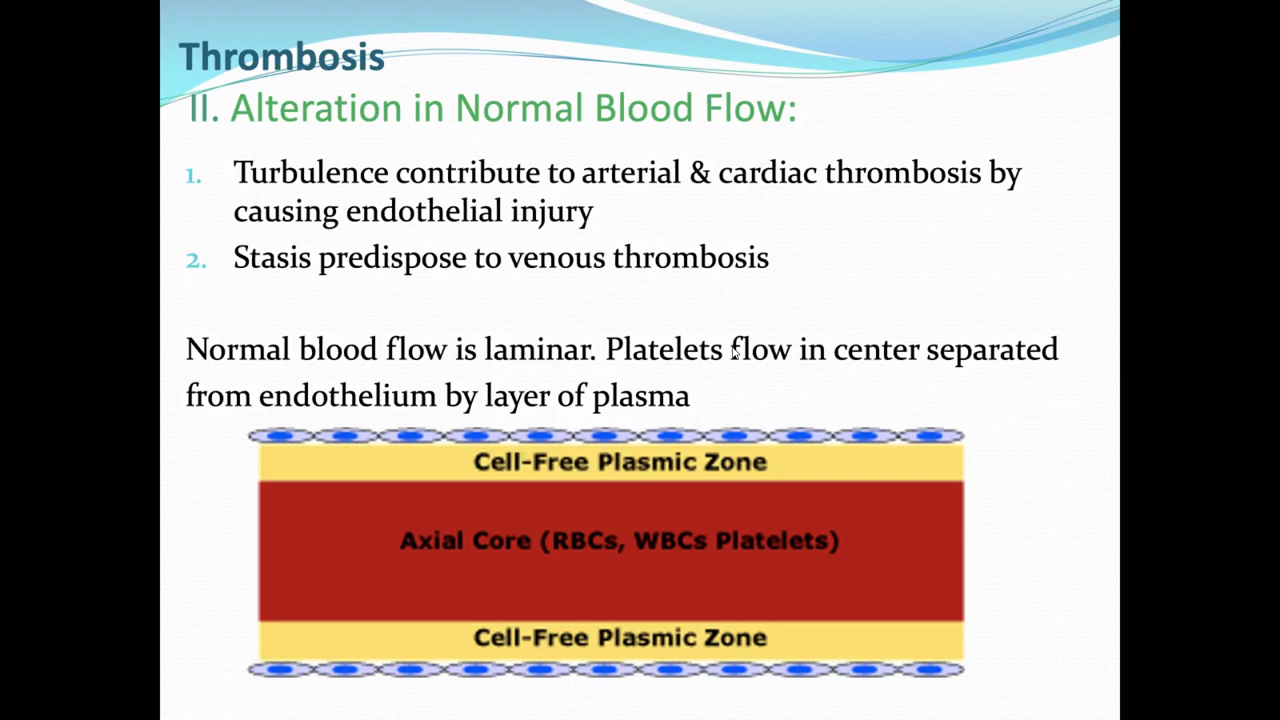 Thrombosis
II. Alteration in Normal Blood Flow:
1. Turbulence contribute to arterial & cardiac thrombosis by
causing endothelial injury
2. Stasis predispose to venous thrombosis
Normal blood flow is laminar. Platelets flow in center separated
from endothelium by layer of plasma
Cell-Free Plasmic Zone
Axial Core (RBCs, WBCs Platelets)
Cell-Free Plasmic Zone